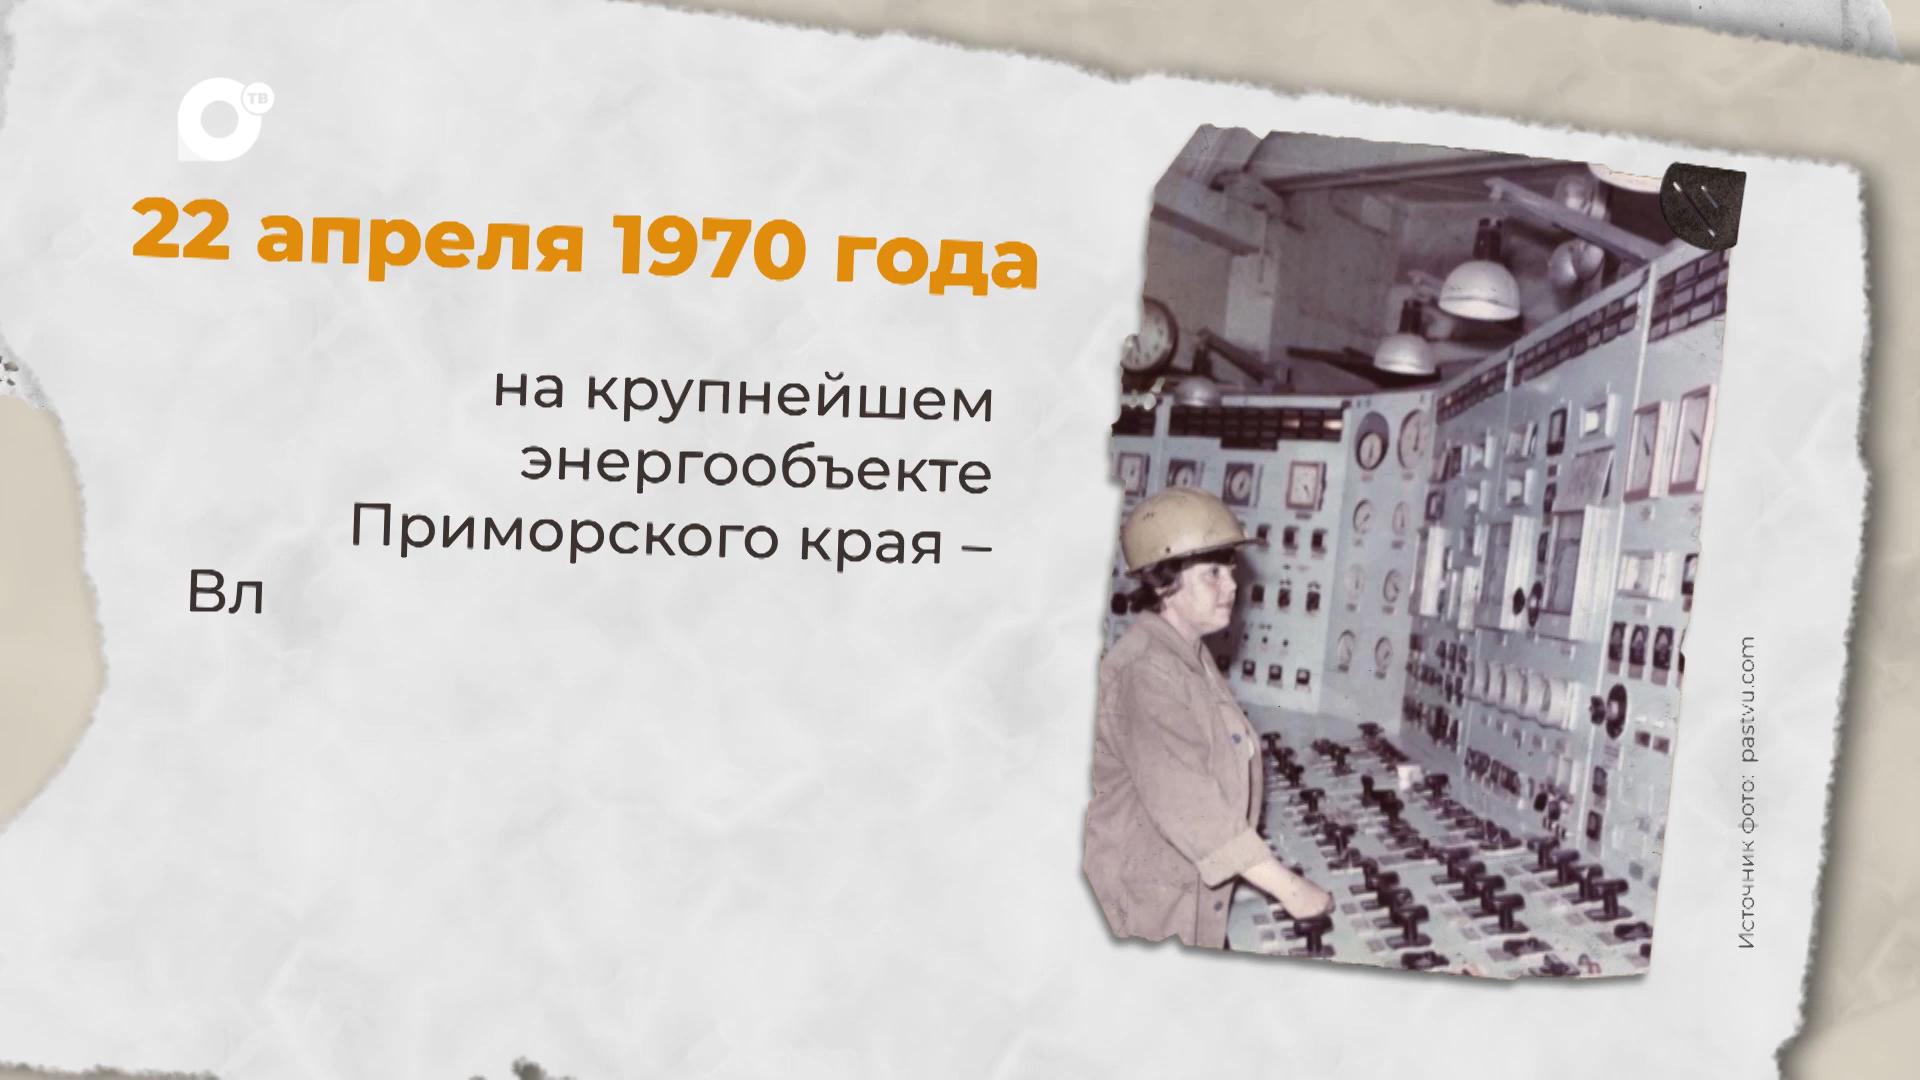 ТВ
22 апреля 1970 года
на крупнейшем
энергообъекте
Приморского края –
Вл
Источник фото: pastvu.com